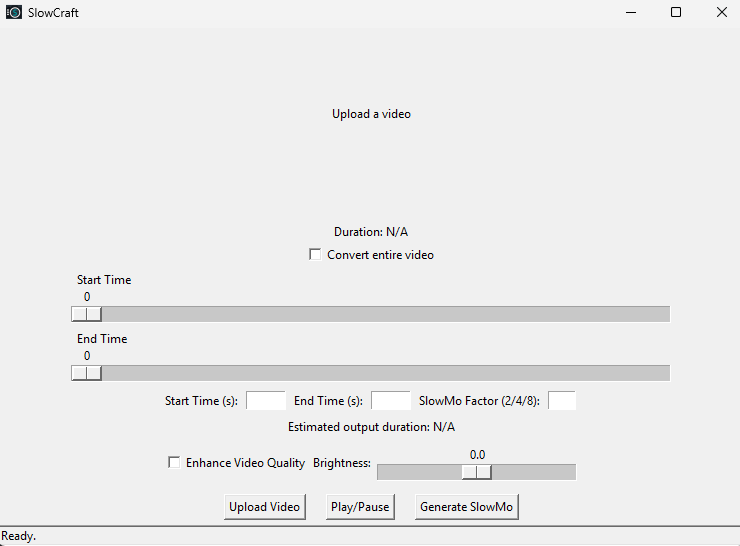 SlowCraft
Upload a video
Duration: N/A
Convert entire video
Start Time
0
End Time
0
Start Time (s): End Time (s): SlowMo Factor (2/4/8):
Estimated output duration: N/A
0.0
Enhance Video Quality Brightness:
Upload Video Play/Pause Generate SlowMo
Ready.